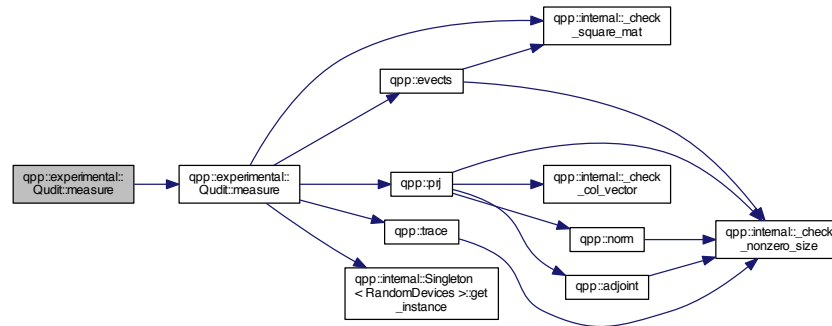 qpp::experimental::
Qudit::measure
qpp::experimental::
Qudit::measure
qpp::internal::_check
_square_mat
qpp::evects
qpp::prj
qpp::internal::_check
_col_vector
qpp::trace
qpp::norm
qpp::internal::_check
_nonzero_size
qpp::internal::Singleton
< RandomDevices >::get
_instance
qpp::adjoint